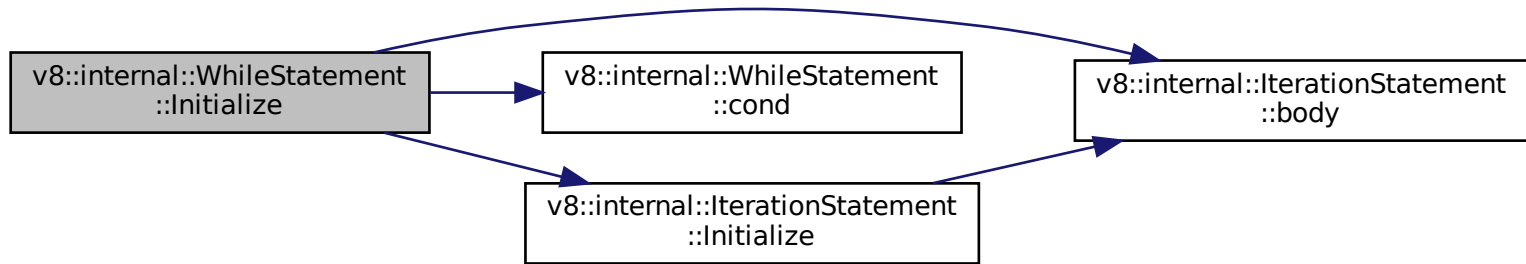 v8::internal::WhileStatement
::Initialize
v8::internal::WhileStatement
::cond
v8::internal::IterationStatement
::body
v8::internal::IterationStatement
::Initialize